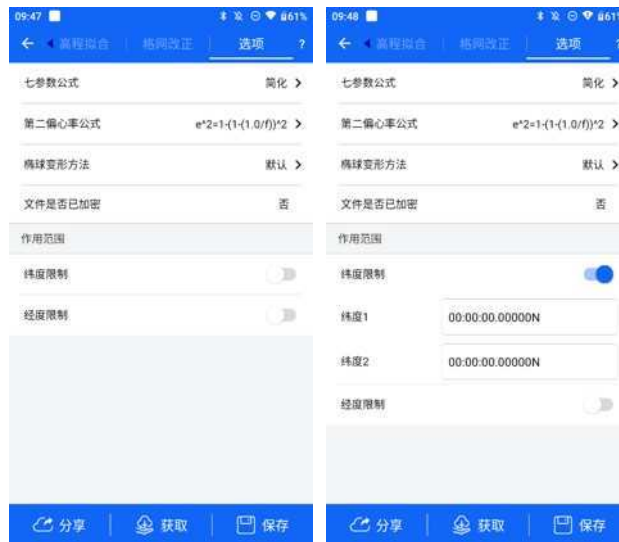 09:47
61%
高程拟合 格网改正 选项 ?
七参数公式 简化
第二偏心率公式 e^2=1-(1-(1.0/f))^2
椭球变形方法 默认
文件是否已加密 否
作用范围
纬度限制
经度限制
分享 获取 保存
09:48
61%
高程拟合 格网改正 选项 ?
七参数公式 简化
第二偏心率公式 e^2=1-(1-(1.0/f))^2
椭球变形方法 默认
文件是否已加密 否
作用范围
纬度限制
纬度1 00:00:00.00000N
纬度2 00:00:00.00000N
经度限制
分享 获取 保存